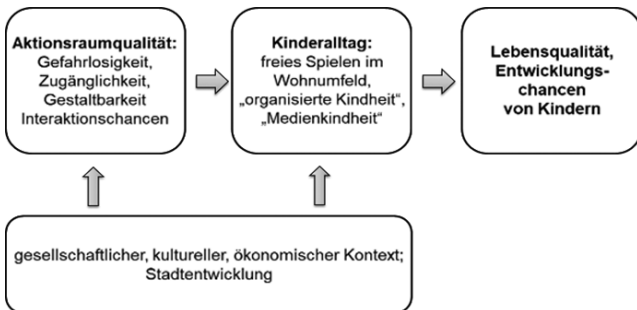 Aktionsraumqualität:
Gefahrlosigkeit,
Zugänglichkeit,
Gestaltbarkeit
Interaktionschancen
Kinderalltag:
freies Spielen im
Wohnumfeld,
„organisierte Kindheit“,
„Medienkindheit“
Lebensqualität,
Entwicklungs-
chancen
von Kindern
gesellschaftlicher, kultureller, ökonomischer Kontext;
Stadtentwicklung